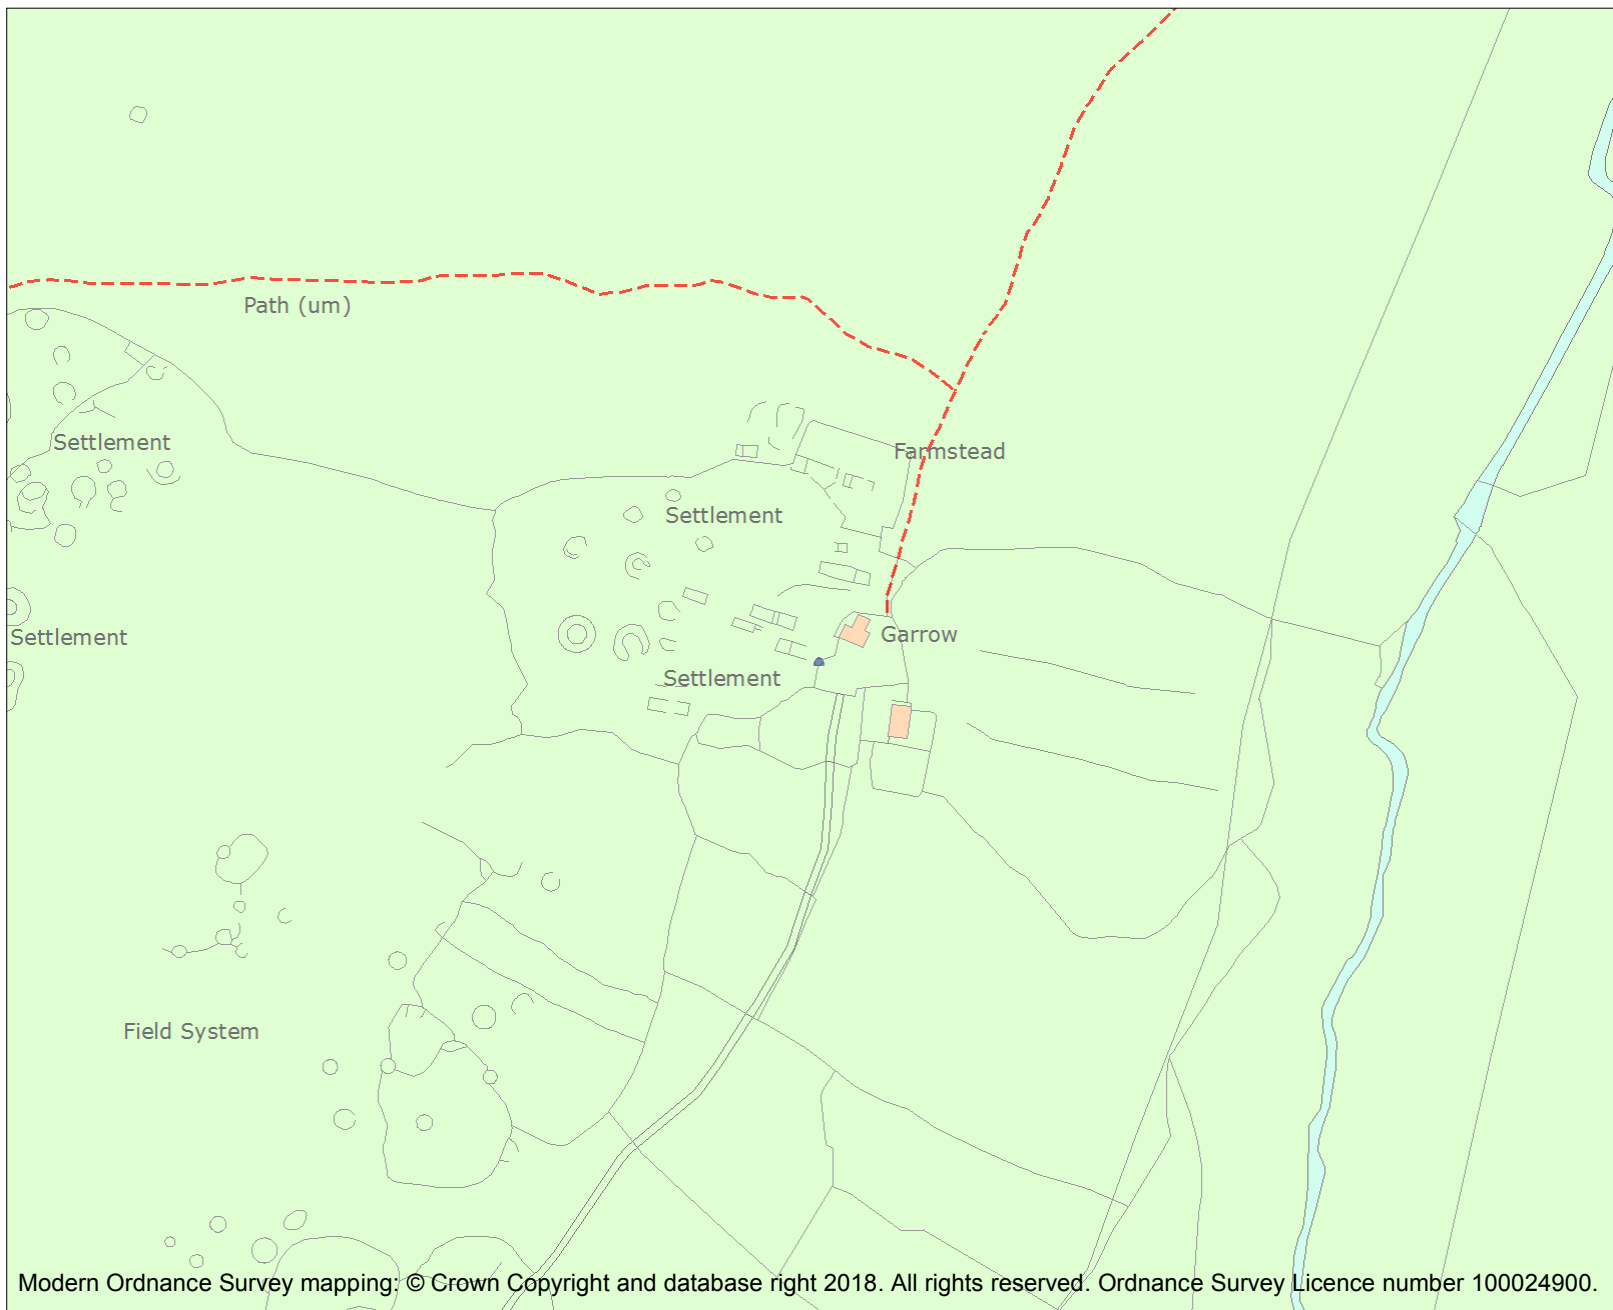 Path (um)
Settlement
Farmstead
Settlement
Settlement
Garrow
Settlement
Field System
Modern Ordnance Survey mapping: © Crown Copyright and database right 2018. All rights reserved. Ordnance Survey Licence number 100024900.